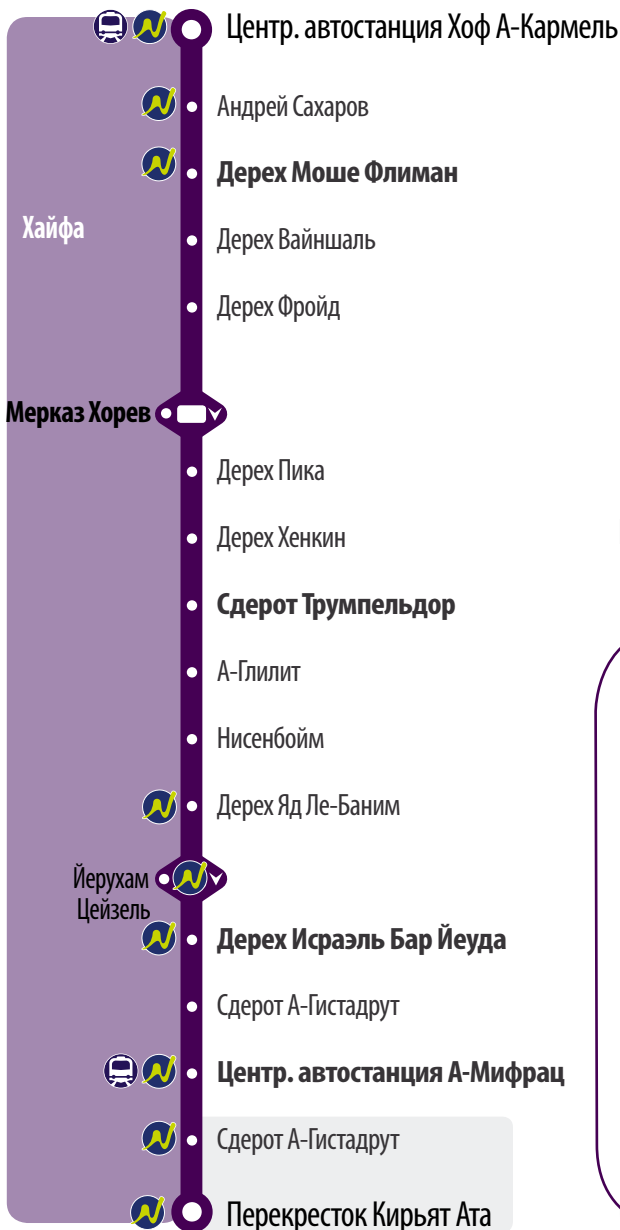 Центр. автостанция Хоф А-Кармель
Андрей Сахаров
Дерех Моше Флиман
Хайфа
Дерех Вайншаль
Дерех Фройд
Мерказ Хорев
Дерех Пика
Дерех Хенкин
Сдерот Трумпельдор
А-Глилит
Нисенбойм
Дерех Яд Ле-Баним
Йерухам
Цейзель
Дерех Исраэль Бар Йеуда
Сдерот А-Гистадрут
Центр. автостанция А-Мифрац
Сдерот А-Гистадрут
Перекресток Кирьят Ата